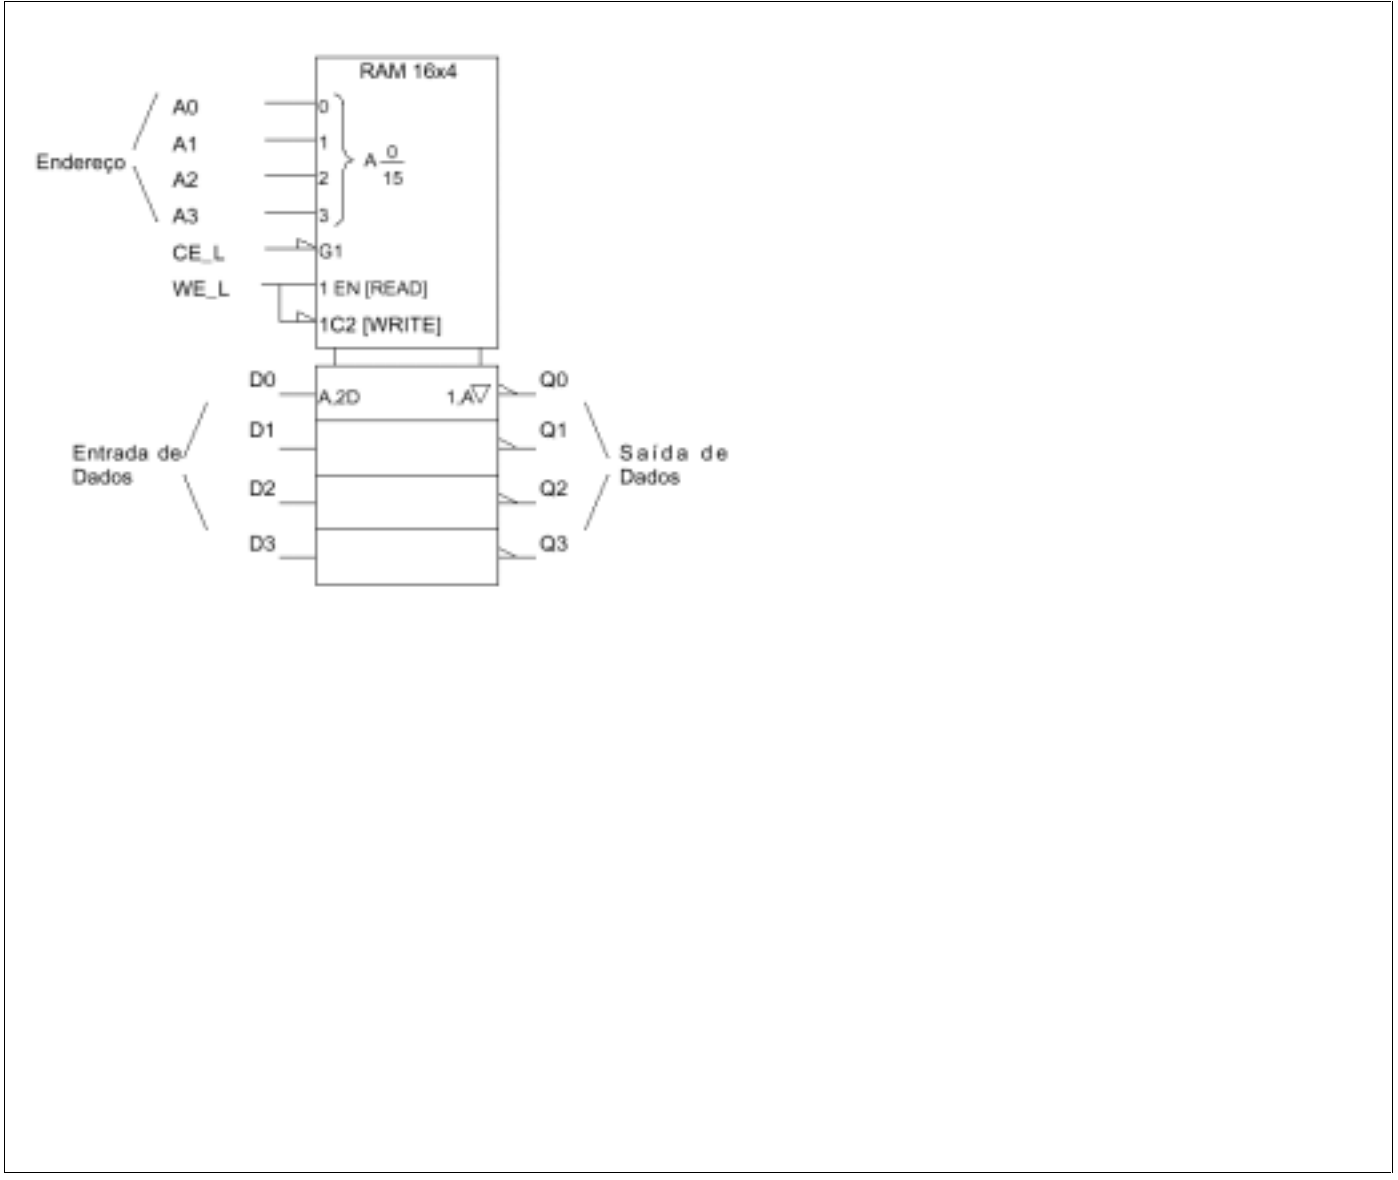 RAM 16x4
A0 0
A1 1
Endereço A 0
15
A2 2
A3 3
CE_L G1
WE_L 1 EN [READ]
1C2 [WRITE]
D0 A,2D 1,A▽ Q0
D1 Q1
Entrada de Saída de
Dados Dados
D2 Q2
D3 Q3